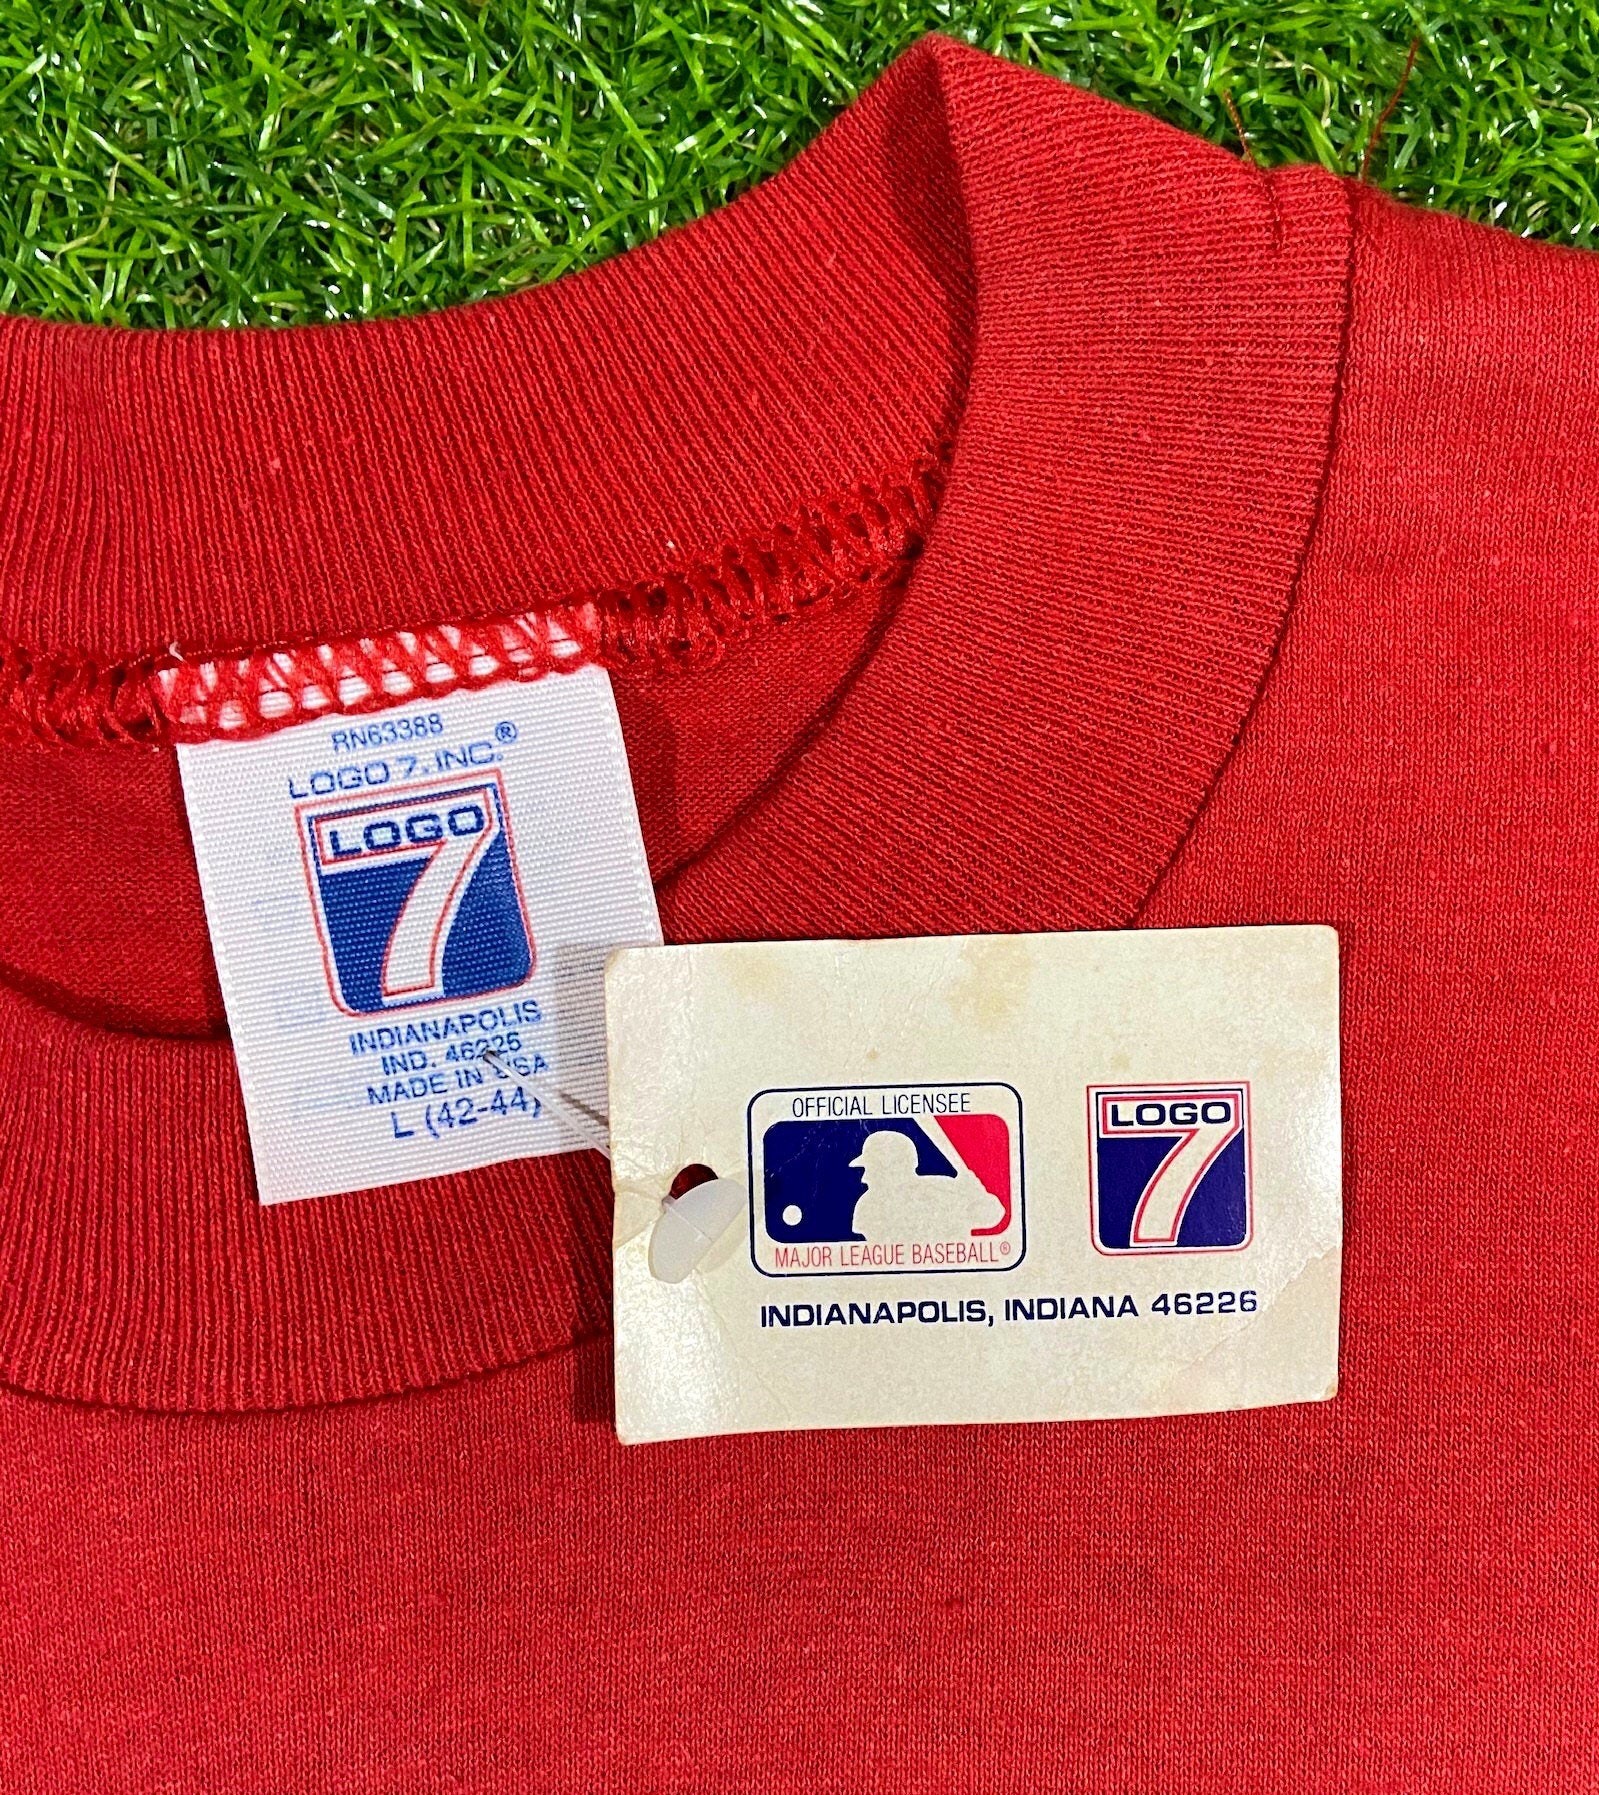 RN63388
LOGO 7, INC.®
LOGO 7
INDIANAPOLIS
IND. 46226
MADE IN USA
L (42-44)
OFFICIAL LICENSEE
MAJOR LEAGUE BASEBALL®
LOGO 7
INDIANAPOLIS, INDIANA 46226